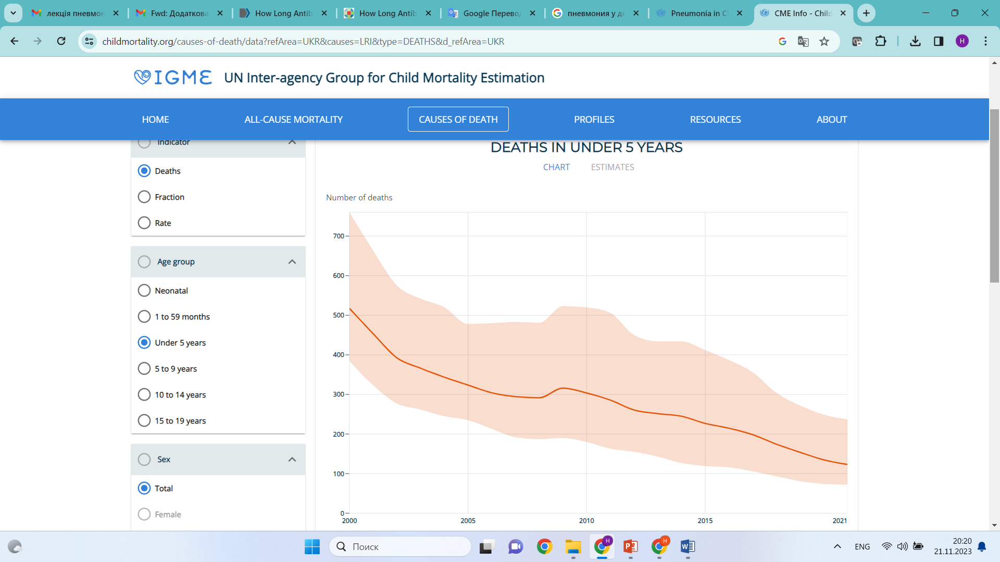 лекція пневмон
Fwd: Додаткова
How Long Antib
How Long Antib
Google Перевод
пневмония у де
Pneumonia in C
CME Info - Child
childmortality.org/causes-of-death/data?refArea=UKR&causes=LRI&type=DEATHS&d_refArea=UKR
H
IGME
UN Inter-agency Group for Child Mortality Estimation
HOME
ALL-CAUSE MORTALITY
CAUSES OF DEATH
PROFILES
RESOURCES
ABOUT
Indicator
Deaths
Fraction
Rate
Age group
Neonatal
1 to 59 months
Under 5 years
5 to 9 years
10 to 14 years
15 to 19 years
Sex
Total
Female
DEATHS IN UNDER 5 YEARS
CHART
ESTIMATES
Number of deaths
700
600
500
400
300
200
100
0
2000
2005
2010
2015
2021
Поиск
H
H
ENG
20:20
21.11.2023